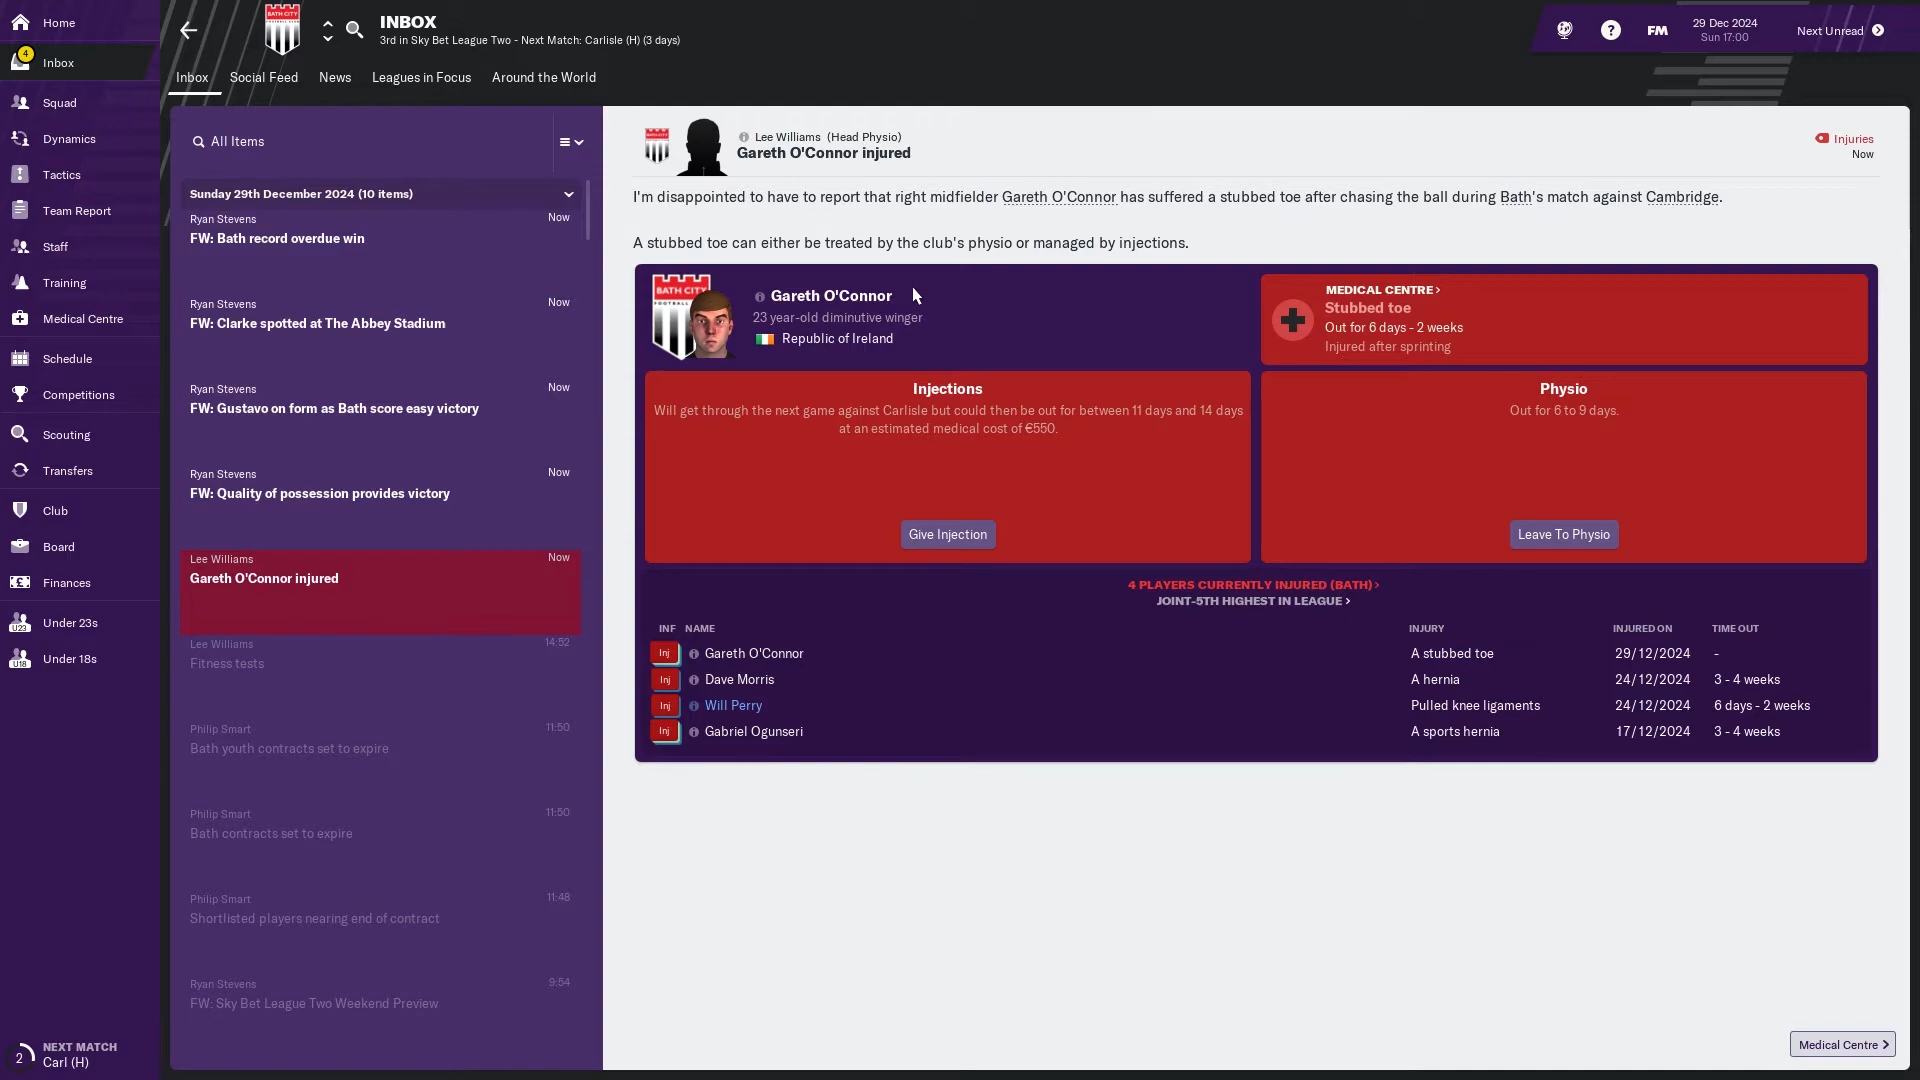 Home
4
Inbox
Squad
Dynamics
Tactics
Team Report
Staff
Training
Medical Centre
Schedule
Competitions
Scouting
Transfers
Club
Board
Finances
U23
Under 23s
U18
Under 18s
2
NEXT MATCH
Carl (H)
BATH CITY
INBOX
3rd in Sky Bet League Two - Next Match: Carlisle (H) (3 days)
?
FM
29 Dec 2024
Sun 17:00
Next Unread
Inbox
Social Feed
News
Leagues in Focus
Around the World
All Items
Sunday 29th December 2024 (10 items)
Ryan Stevens
Now
FW: Bath record overdue win
Ryan Stevens
Now
FW: Clarke spotted at The Abbey Stadium
Ryan Stevens
Now
FW: Gustavo on form as Bath score easy victory
Ryan Stevens
Now
FW: Quality of possession provides victory
Lee Williams
Now
Gareth O'Connor injured
Lee Williams
14:52
Fitness tests
Philip Smart
11:50
Bath youth contracts set to expire
Philip Smart
11:50
Bath contracts set to expire
Philip Smart
11:48
Shortlisted players nearing end of contract
Ryan Stevens
9:54
FW: Sky Bet League Two Weekend Preview
BATH CITY
Lee Williams (Head Physio)
Gareth O'Connor injured
Injuries
Now
I'm disappointed to have to report that right midfielder Gareth O'Connor has suffered a stubbed toe after chasing the ball during Bath's match against Cambridge.
A stubbed toe can either be treated by the club's physio or managed by injections.
BATH CITY
Gareth O'Connor
23 year-old diminutive winger
Republic of Ireland
MEDICAL CENTRE >
Stubbed toe
Out for 6 days - 2 weeks
Injured after sprinting
Injections
Will get through the next game against Carlisle but could then be out for between 11 days and 14 days
at an estimated medical cost of €550.
Give Injection
Physio
Out for 6 to 9 days.
Leave To Physio
4 PLAYERS CURRENTLY INJURED (BATH) >
JOINT-5TH HIGHEST IN LEAGUE >
INF NAME INJURY INJURED ON TIME OUT
Inj Gareth O'Connor A stubbed toe 29/12/2024 -
Inj Dave Morris A hernia 24/12/2024 3 - 4 weeks
Inj Will Perry Pulled knee ligaments 24/12/2024 6 days - 2 weeks
Inj Gabriel Ogunseri A sports hernia 17/12/2024 3 - 4 weeks
Medical Centre >